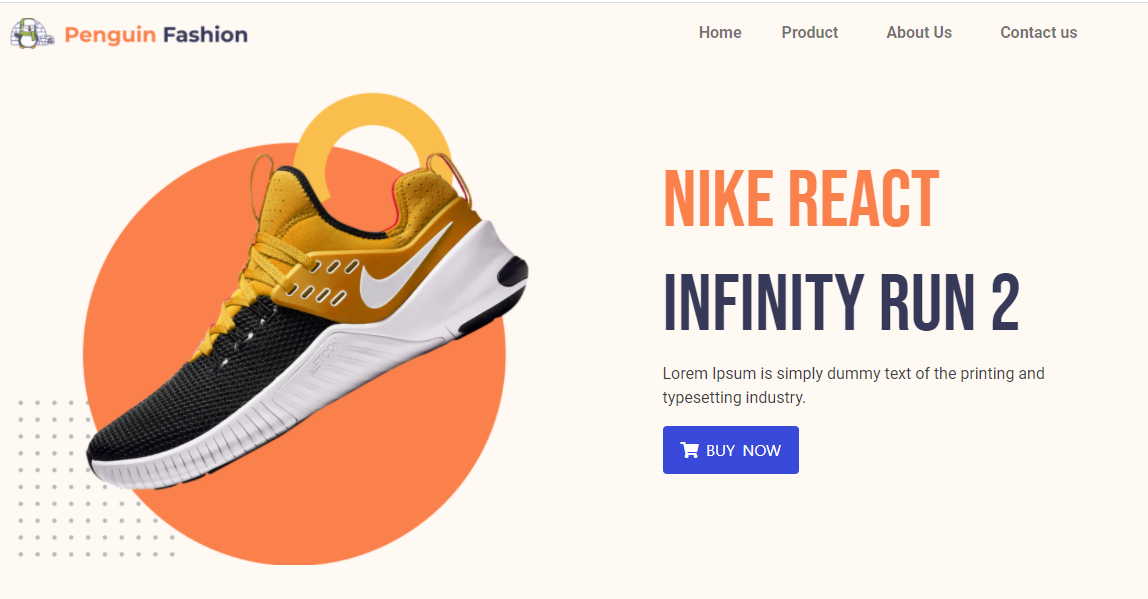 Penguin Fashion
Home Product About Us Contact us
NIKE REACT
INFINITY RUN 2
Lorem Ipsum is simply dummy text of the printing and
typesetting industry.
BUY NOW
METCON